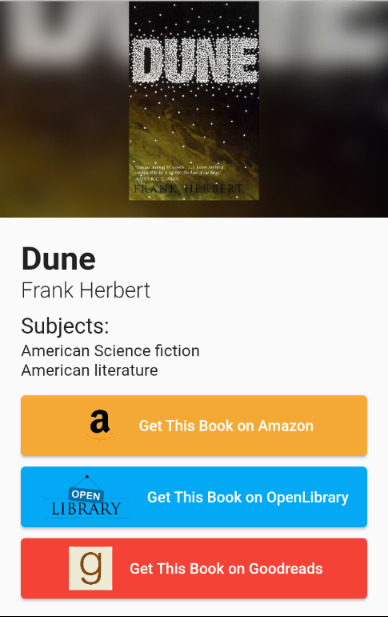 DUNE
FRANK HERBERT
Dune
Frank Herbert
Subjects:
American Science fiction
American literature
a
Get This Book on Amazon
OPEN
LIBRARY
Get This Book on OpenLibrary
g
Get This Book on Goodreads